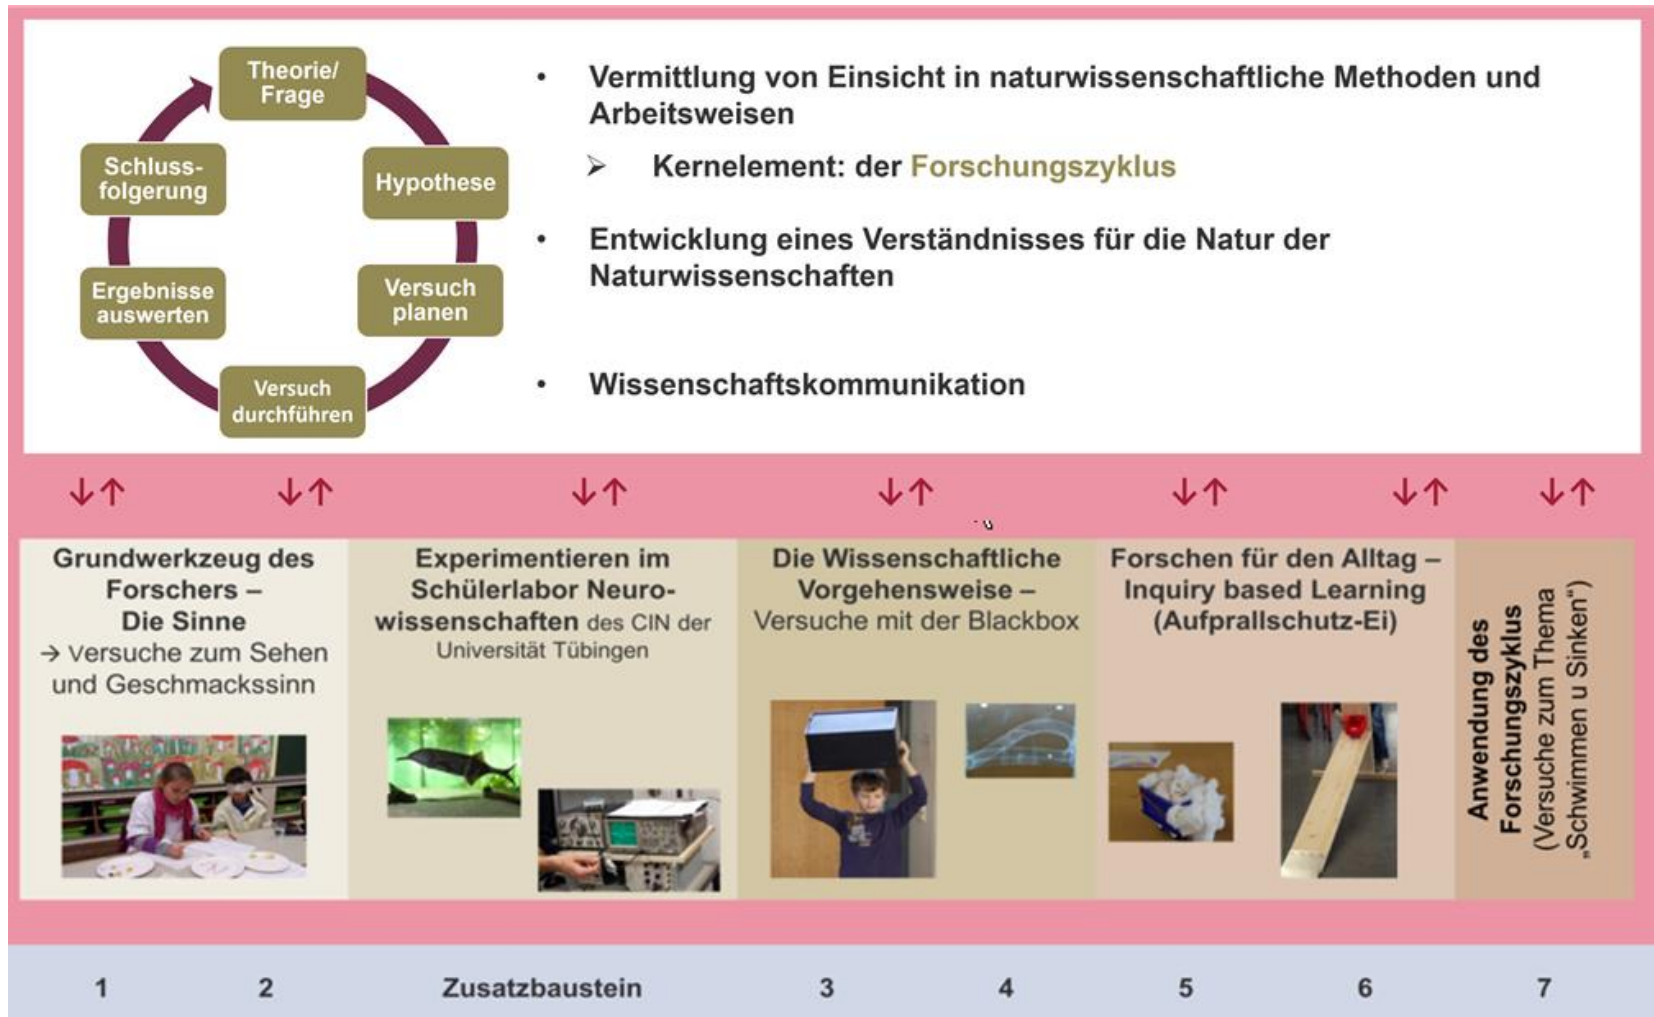 Theorie/
Frage
Hypothese
Versuch
planen
Versuch
durchführen
Ergebnisse
auswerten
Schluss-
folgerung
• Vermittlung von Einsicht in naturwissenschaftliche Methoden und
Arbeitsweisen
➢ Kernelement: der Forschungszyklus
• Entwicklung eines Verständnisses für die Natur der
Naturwissenschaften
• Wissenschaftskommunikation
↓↑ ↓↑ ↓↑ ↓↑ ↓↑ ↓↑ ↓↑
Grundwerkzeug des
Forschers –
Die Sinne
→ Versuche zum Sehen
und Geschmackssinn
Experimentieren im
Schülerlabor Neuro-
wissenschaften des CIN der
Universität Tübingen
Die Wissenschaftliche
Vorgehensweise –
Versuche mit der Blackbox
Forschen für den Alltag –
Inquiry based Learning
(Aufprallschutz-Ei)
Anwendung des
Forschungszyklus
(Versuche zum Thema
„Schwimmen u Sinken“)
1 2 Zusatzbaustein 3 4 5 6 7